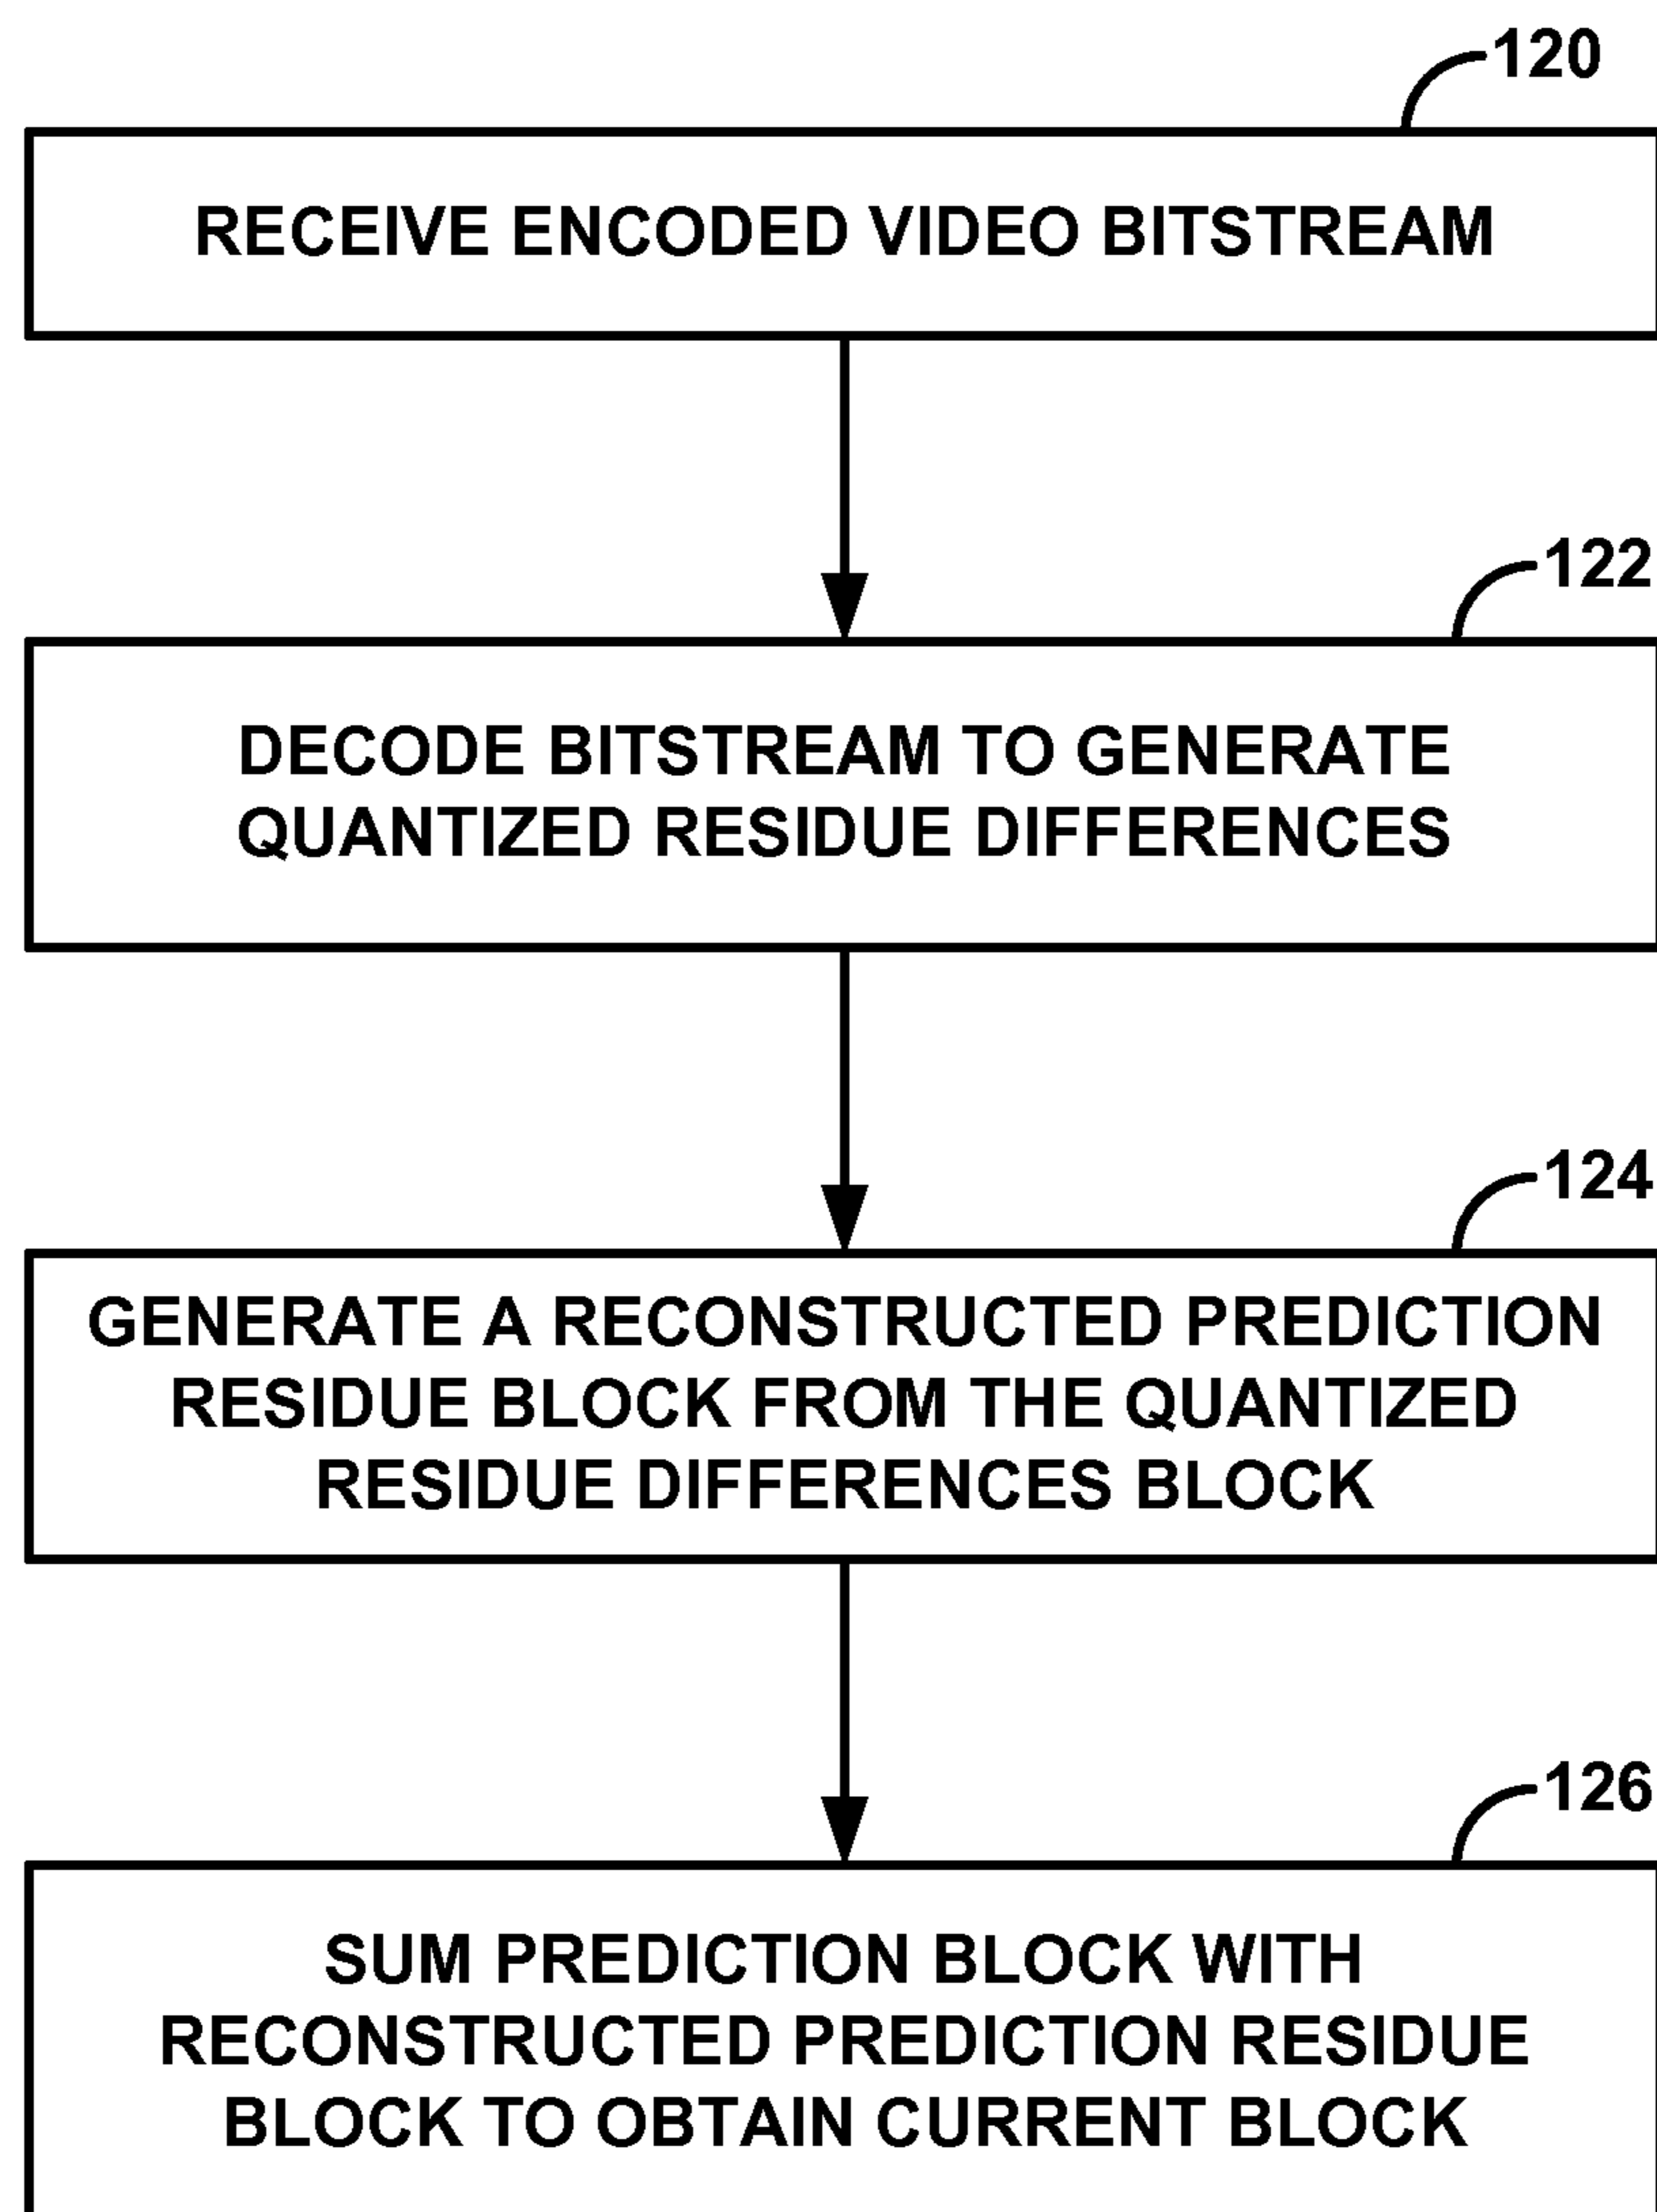 120
RECEIVE ENCODED VIDEO BITSTREAM
122
DECODE BITSTREAM TO GENERATE
QUANTIZED RESIDUE DIFFERENCES
124
GENERATE A RECONSTRUCTED PREDICTION
RESIDUE BLOCK FROM THE QUANTIZED
RESIDUE DIFFERENCES BLOCK
126
SUM PREDICTION BLOCK WITH
RECONSTRUCTED PREDICTION RESIDUE
BLOCK TO OBTAIN CURRENT BLOCK